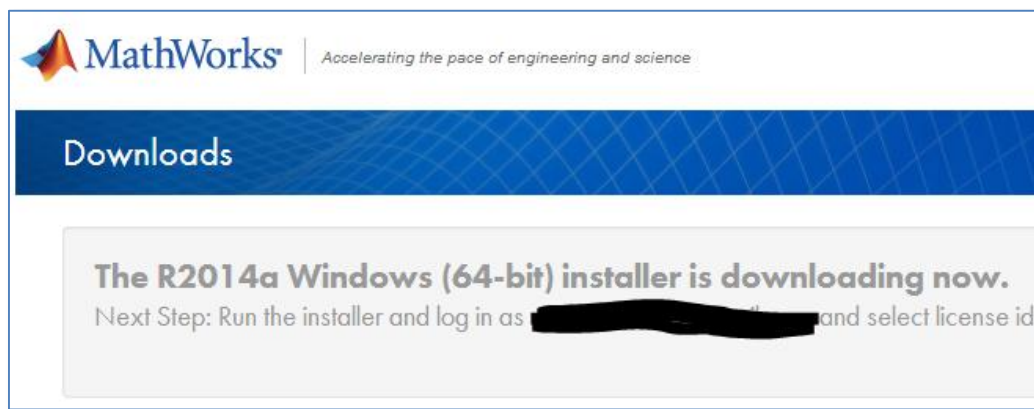 MathWorks®
Accelerating the pace of engineering and science
Downloads
The R2014a Windows (64-bit) installer is downloading now.
Next Step: Run the installer and log in as and select license id